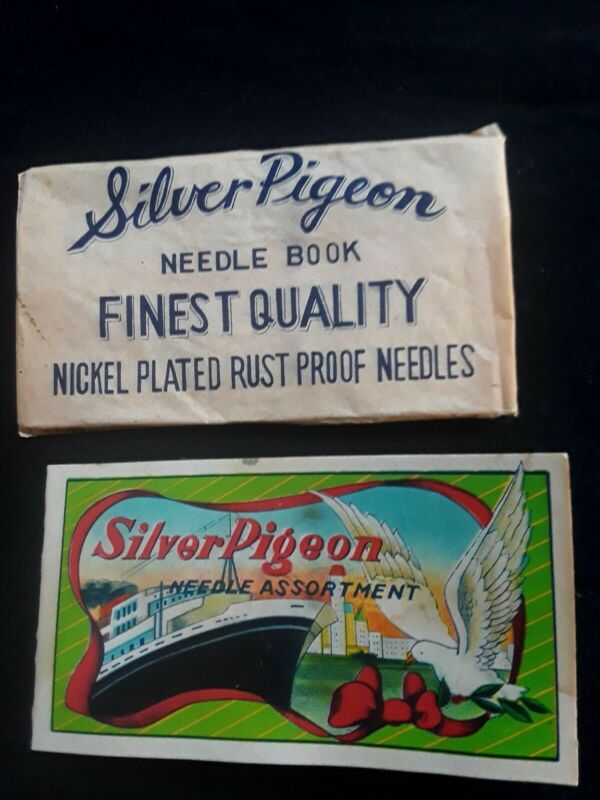 Silver Pigeon
NEEDLE BOOK
FINEST QUALITY
NICKEL PLATED RUST PROOF NEEDLES
Silver Pigeon
NEEDLE ASSORTMENT